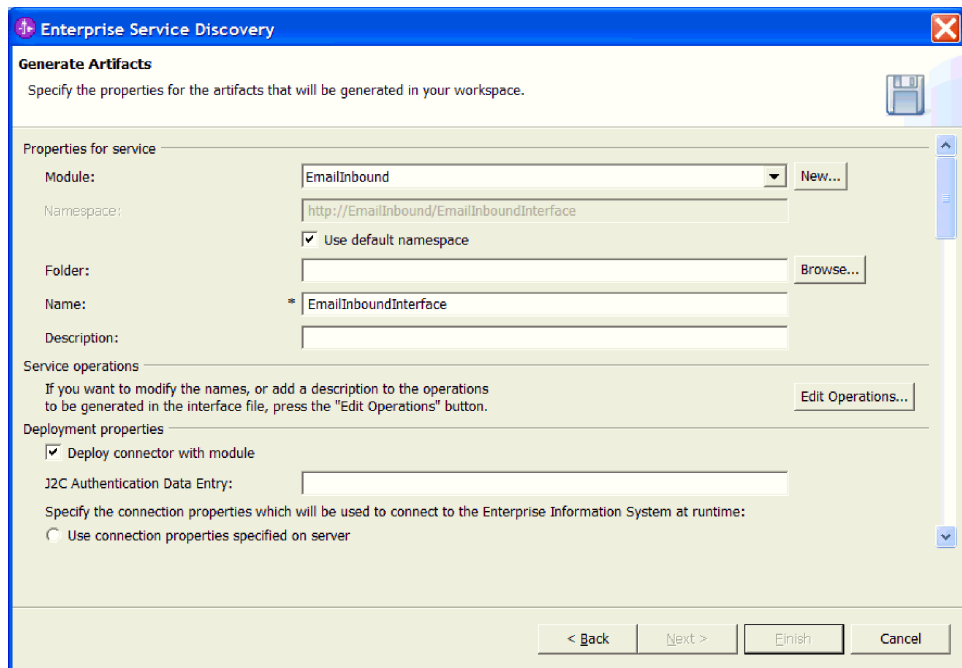 Enterprise Service Discovery
Generate Artifacts
Specify the properties for the artifacts that will be generated in your workspace.
Properties for service
Module: EmailInbound New...
Namespace: http://EmailInbound/EmailInboundInterface
Use default namespace
Folder: Browse...
Name: * EmailInboundInterface
Description:
Service operations
If you want to modify the names, or add a description to the operations
to be generated in the interface file, press the "Edit Operations" button.
Edit Operations...
Deployment properties
Deploy connector with module
J2C Authentication Data Entry:
Specify the connection properties which will be used to connect to the Enterprise Information System at runtime:
Use connection properties specified on server
< Back Next > Finish Cancel